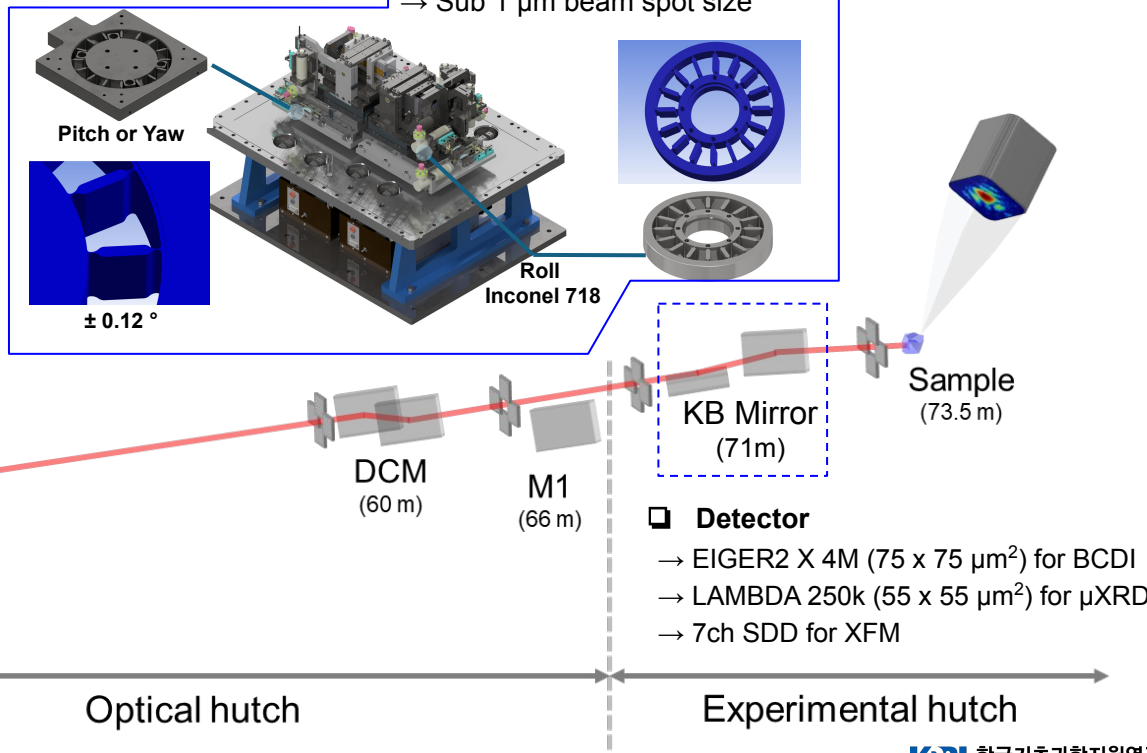 → Sub 1 µm beam spot size
Pitch or Yaw
± 0.12 °
Roll
Inconel 718
Sample
(73.5 m)
KB Mirror
(71m)
DCM
(60 m)
M1
(66 m)
❑ Detector
→ EIGER2 X 4M (75 x 75 µm²) for BCDI
→ LAMBDA 250k (55 x 55 µm²) for µXRD
→ 7ch SDD for XFM
Optical hutch
Experimental hutch